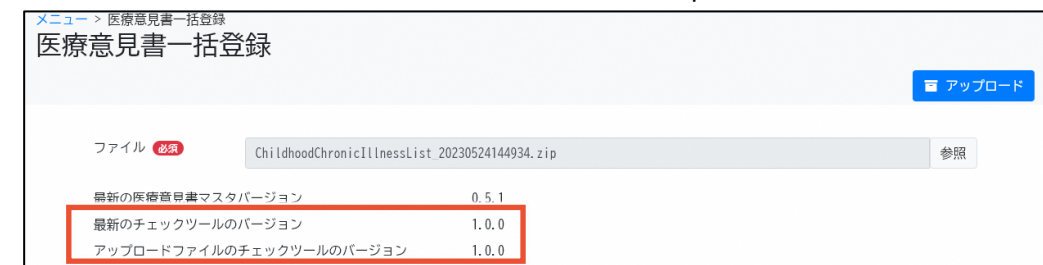 メニュー > 医療意見書一括登録
医療意見書一括登録
アップロード
ファイル 必須 ChildhoodChronicIllnessList_20230524144934.zip 参照
最新の医療意見書マスタバージョン 0.5.1
最新のチェックツールのバージョン 1.0.0
アップロードファイルのチェックツールのバージョン 1.0.0